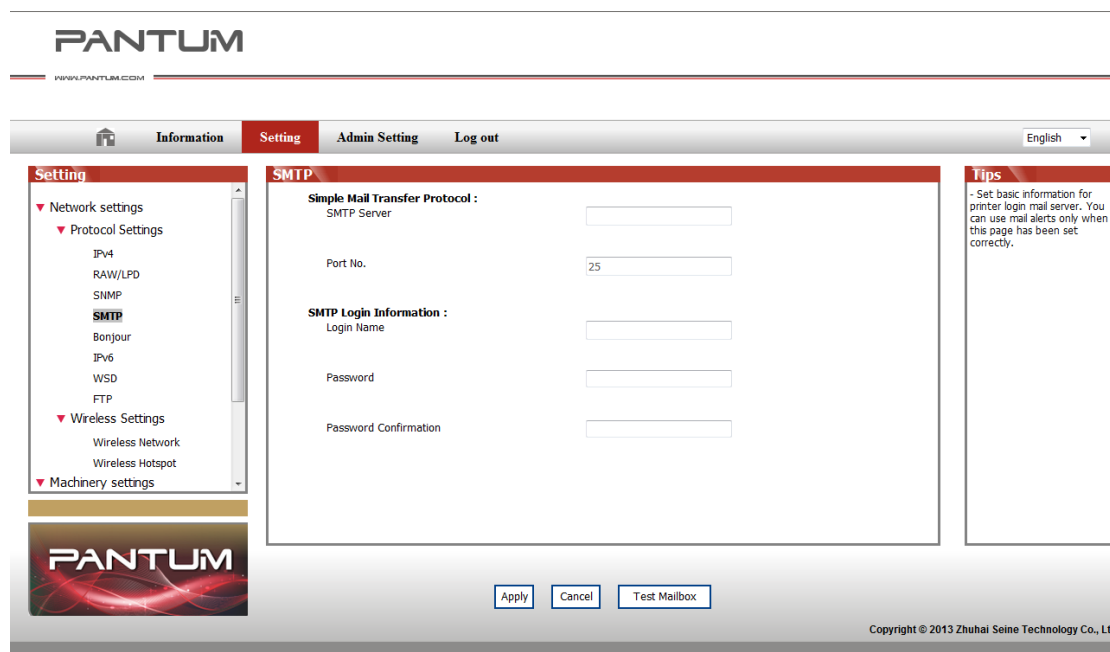 PANTUM
WWW.PANTUM.COM
Information
Setting
Admin Setting
Log out
English
Setting
Network settings
Protocol Settings
IPv4
RAW/LPD
SNMP
SMTP
Bonjour
IPv6
WSD
FTP
Wireless Settings
Wireless Network
Wireless Hotspot
Machinery settings
SMTP
Simple Mail Transfer Protocol :
SMTP Server
Port No.
25
SMTP Login Information :
Login Name
Password
Password Confirmation
Tips
- Set basic information for
printer login mail server. You
can use mail alerts only when
this page has been set
correctly.
PANTUM
Apply
Cancel
Test Mailbox
Copyright © 2013 Zhuhai Seine Technology Co., Lt